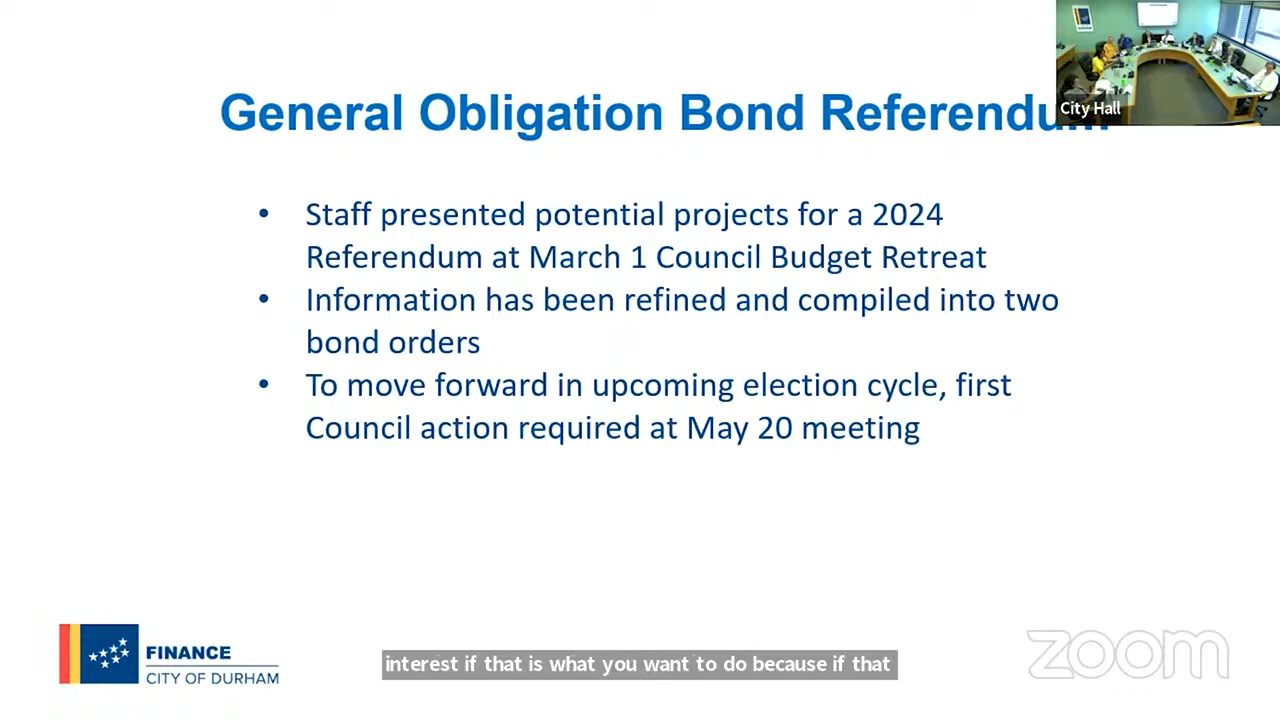 General Obligation Bond Referendum
City Hall
• Staff presented potential projects for a 2024
Referendum at March 1 Council Budget Retreat
• Information has been refined and compiled into two
bond orders
• To move forward in upcoming election cycle, first
Council action required at May 20 meeting
FINANCE
CITY OF DURHAM
interest if that is what you want to do because if that
zoom